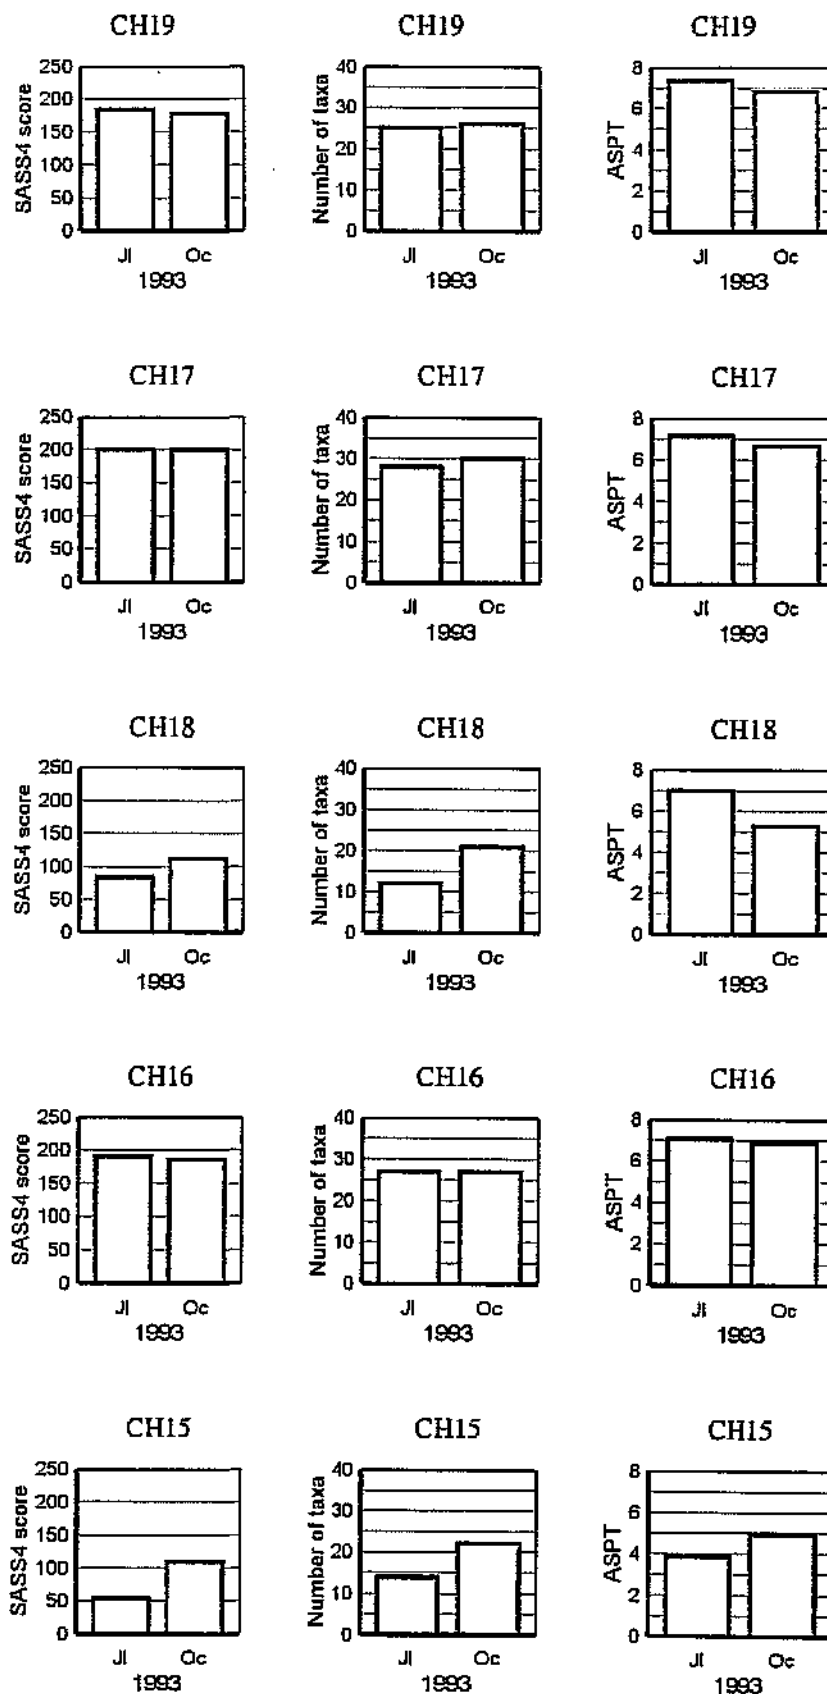 CH19 CH19 CH19
SASS4 score
250
200
150
100
50
0
Jl Oc
1993
Number of taxa
40
30
20
10
0
Jl Oc
1993
ASPT
8
6
4
2
0
Jl Oc
1993
CH17 CH17 CH17
SASS4 score
250
200
150
100
50
0
Jl Oc
1993
Number of taxa
40
30
20
10
0
Jl Oc
1993
ASPT
8
6
4
2
0
Jl Oc
1993
CH18 CH18 CH18
SASS4 score
250
200
150
100
50
0
Jl Oc
1993
Number of taxa
40
30
20
10
0
Jl Oc
1993
ASPT
8
6
4
2
0
Jl Oc
1993
CH16 CH16 CH16
SASS4 score
250
200
150
100
50
0
Jl Oc
1993
Number of taxa
40
30
20
10
0
Jl Oc
1993
ASPT
8
6
4
2
0
Jl Oc
1993
CH15 CH15 CH15
SASS4 score
250
200
150
100
50
0
Jl Oc
1993
Number of taxa
40
30
20
10
0
Jl Oc
1993
ASPT
8
6
4
2
0
Jl Oc
1993